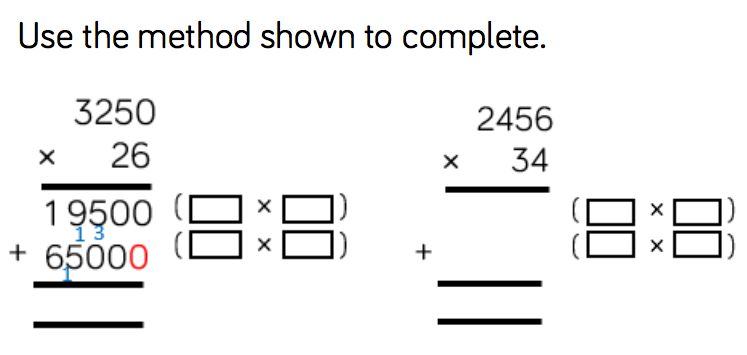 Use the method shown to complete.
3250
× 26
19500 (□ × □)
1 3
+ 65000 (□ × □)
1
2456
× 34
(□ × □)
+ (□ × □)